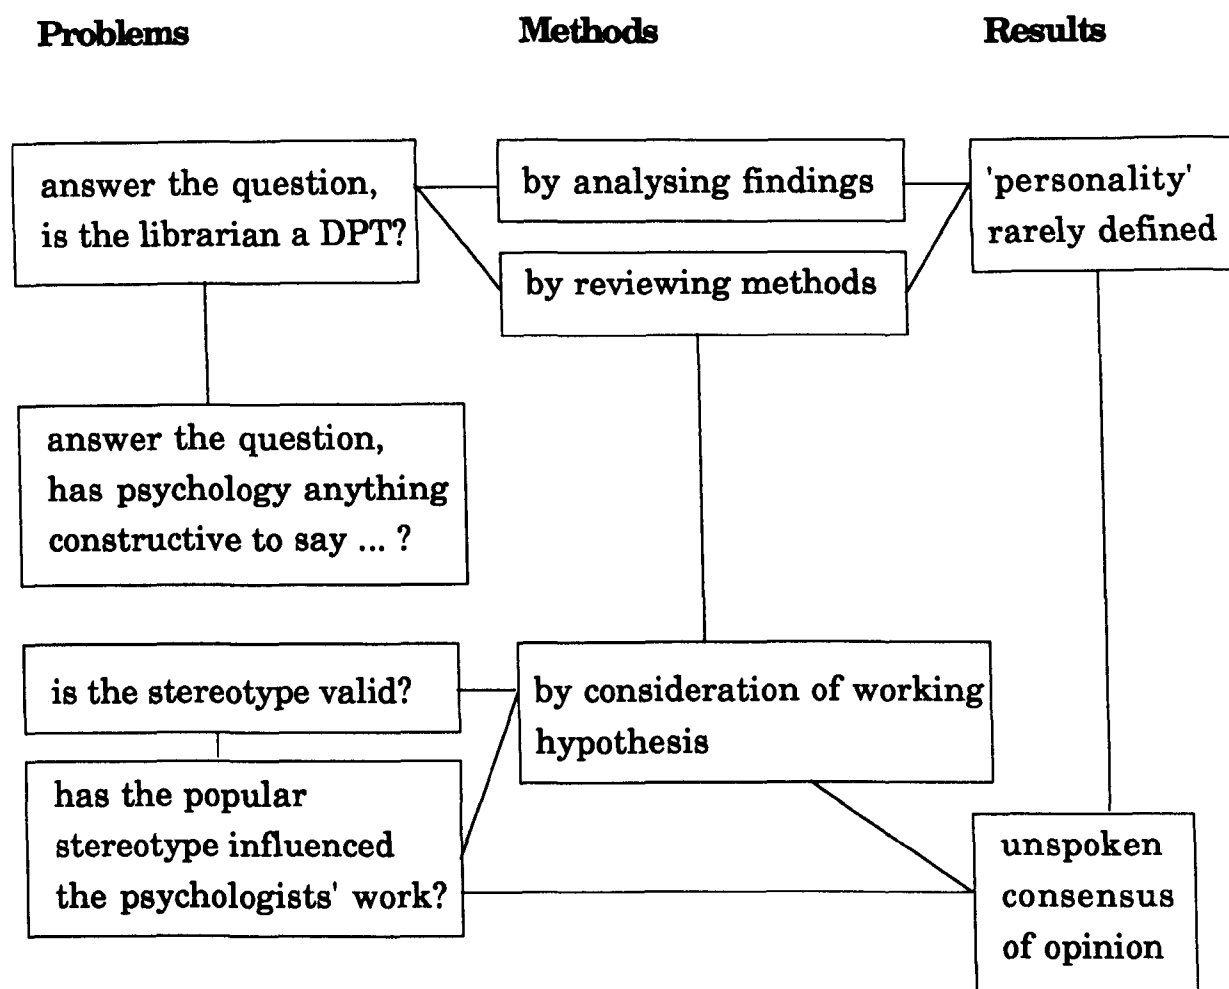 Problems
Methods
Results
answer the question,
is the librarian a DPT?
by analysing findings
by reviewing methods
'personality'
rarely defined
answer the question,
has psychology anything
constructive to say ... ?
is the stereotype valid?
by consideration of working
hypothesis
has the popular
stereotype influenced
the psychologists' work?
unspoken
consensus
of opinion